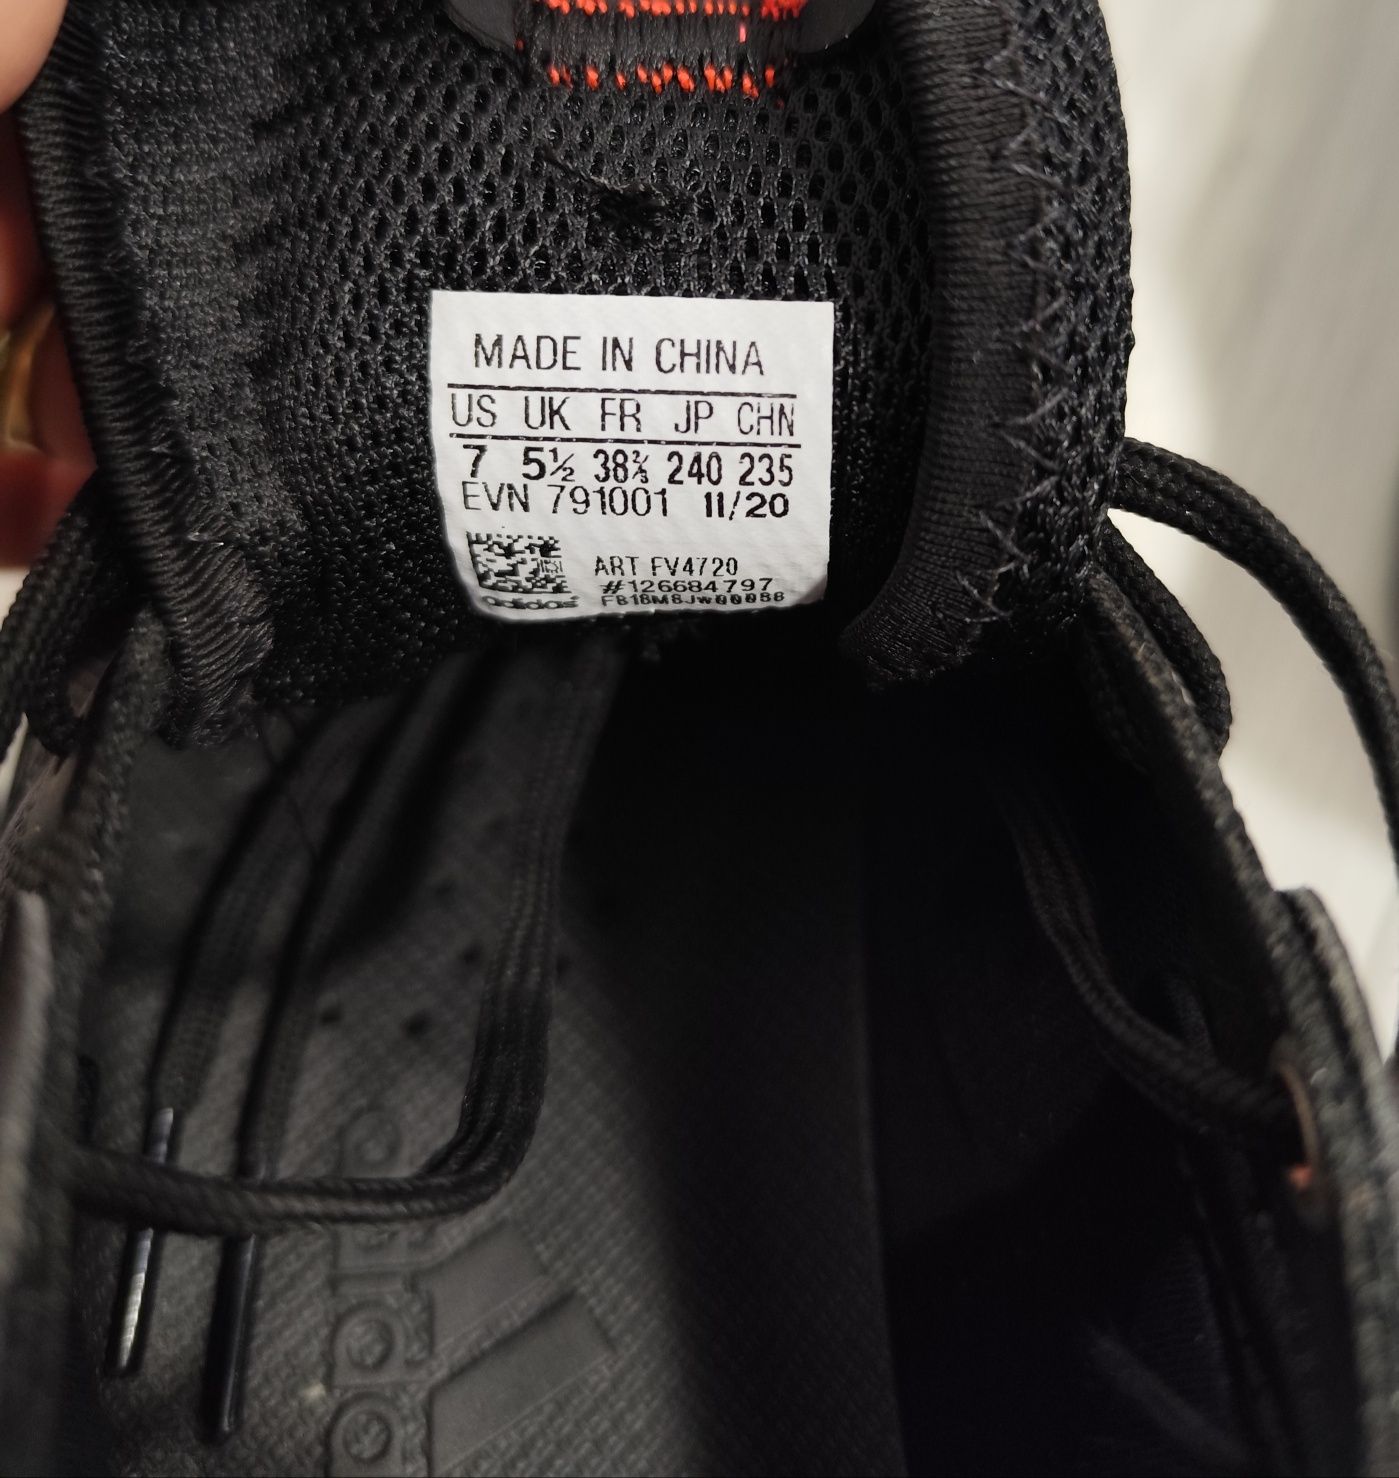 MADE IN CHINA
US UK FR JP CHN
7 5½ 38⅔ 240 235
EVN 791001 11/20
ART FV4720
#126684797
adidas
adidas